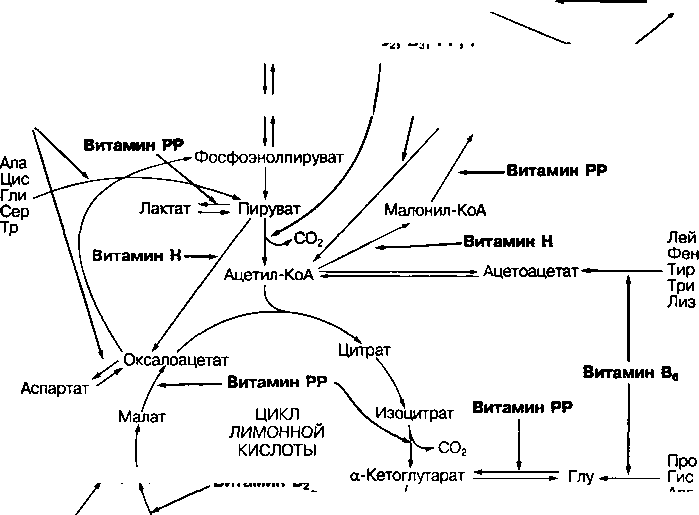 Витамин PP
Фосфоэнолпируват
Ала
Цис
Гли
Сер
Тр
Витамин PP
Лактат
Пируват
Малонил-КоА
CO₂
Витамин H
Витамин H
Лей
Фен
Тир
Три
Лиз
Ацетил-КоА
Ацетоацетат
Цитрат
Оксалоацетат
Витамин B₆
Аспартат
Витамин PP
Малат
ЦИКЛ
ЛИМОННОЙ
КИСЛОТЫ
Изоцитрат
Витамин PP
CO₂
α-Кетоглутарат
Глу
Про
Гис